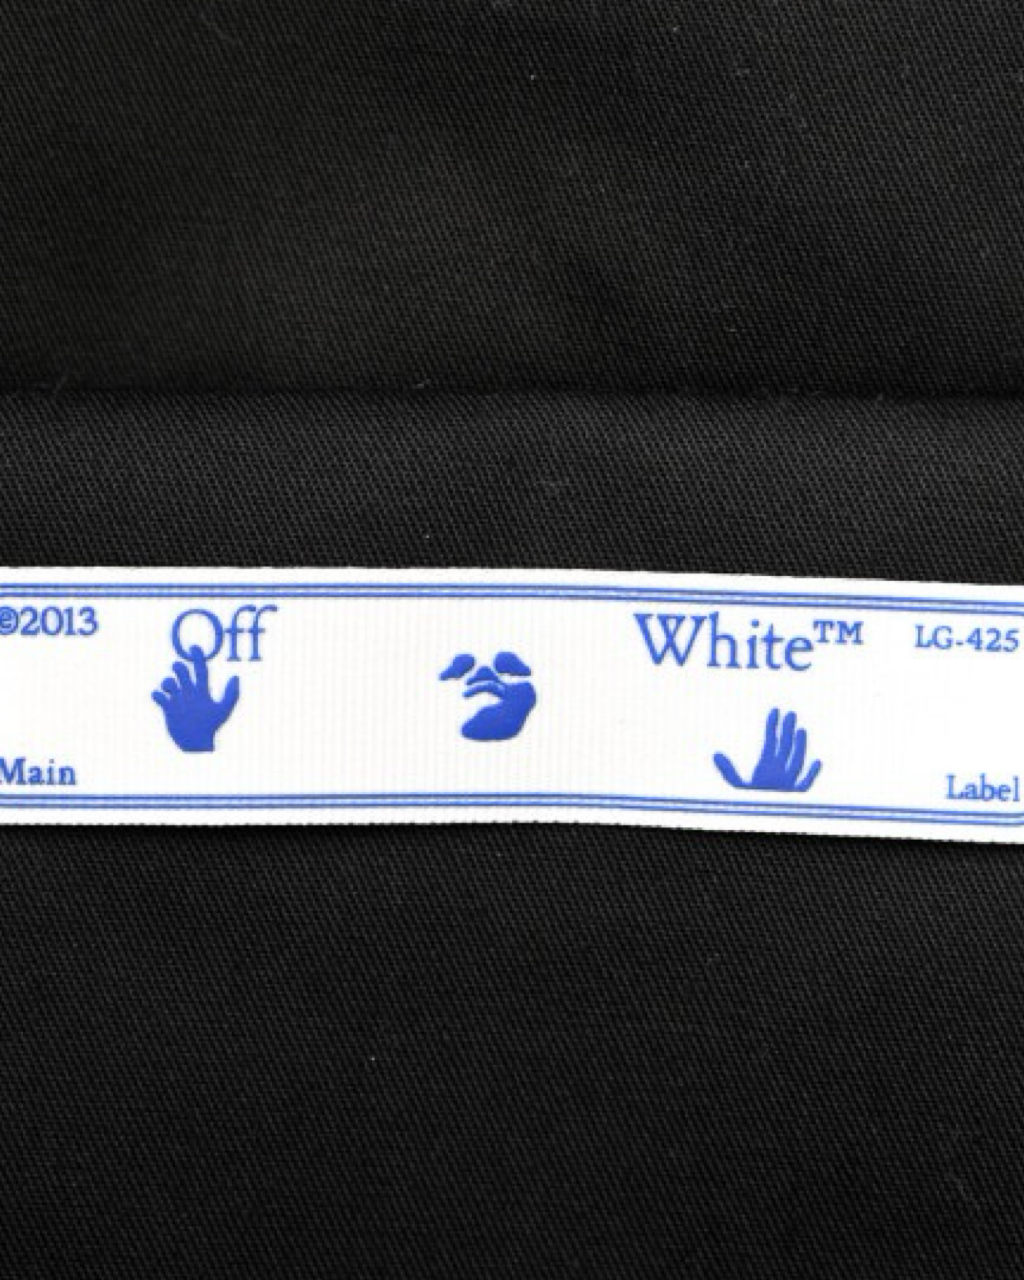 ©2013 Off White™ LG-425
Main Label